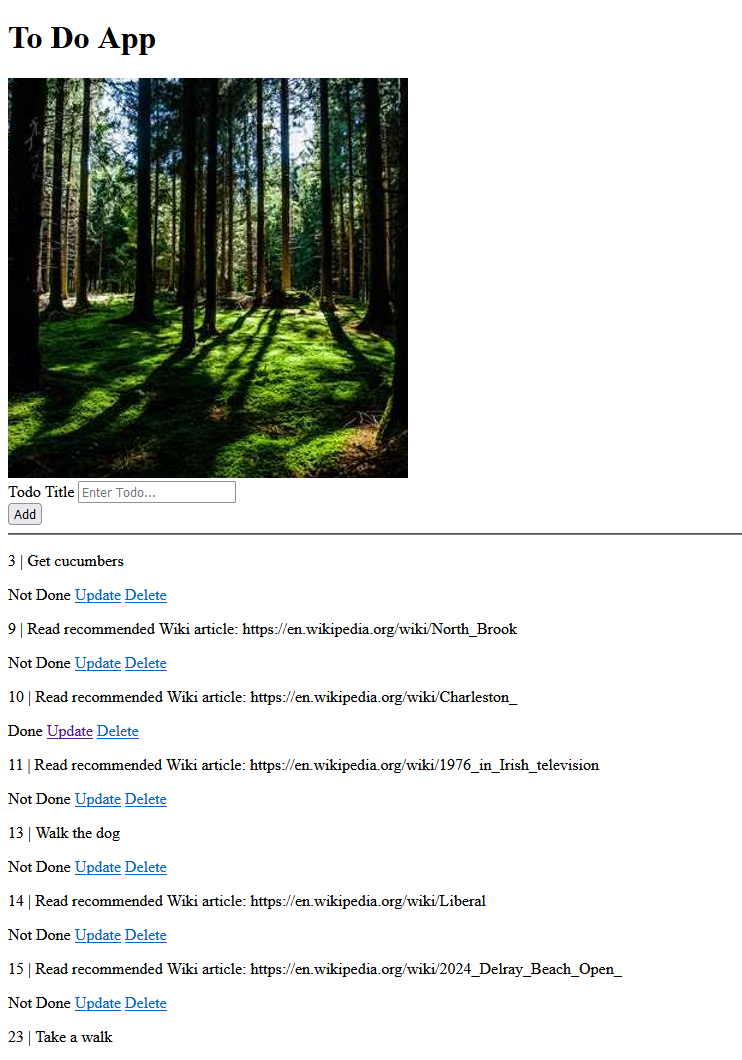 To Do App
Todo Title Enter Todo...
Add
3 | Get cucumbers
Not Done Update Delete
9 | Read recommended Wiki article: https://en.wikipedia.org/wiki/North_Brook
Not Done Update Delete
10 | Read recommended Wiki article: https://en.wikipedia.org/wiki/Charleston_
Done Update Delete
11 | Read recommended Wiki article: https://en.wikipedia.org/wiki/1976_in_Irish_television
Not Done Update Delete
13 | Walk the dog
Not Done Update Delete
14 | Read recommended Wiki article: https://en.wikipedia.org/wiki/Liberal
Not Done Update Delete
15 | Read recommended Wiki article: https://en.wikipedia.org/wiki/2024_Delray_Beach_Open_
Not Done Update Delete
23 | Take a walk